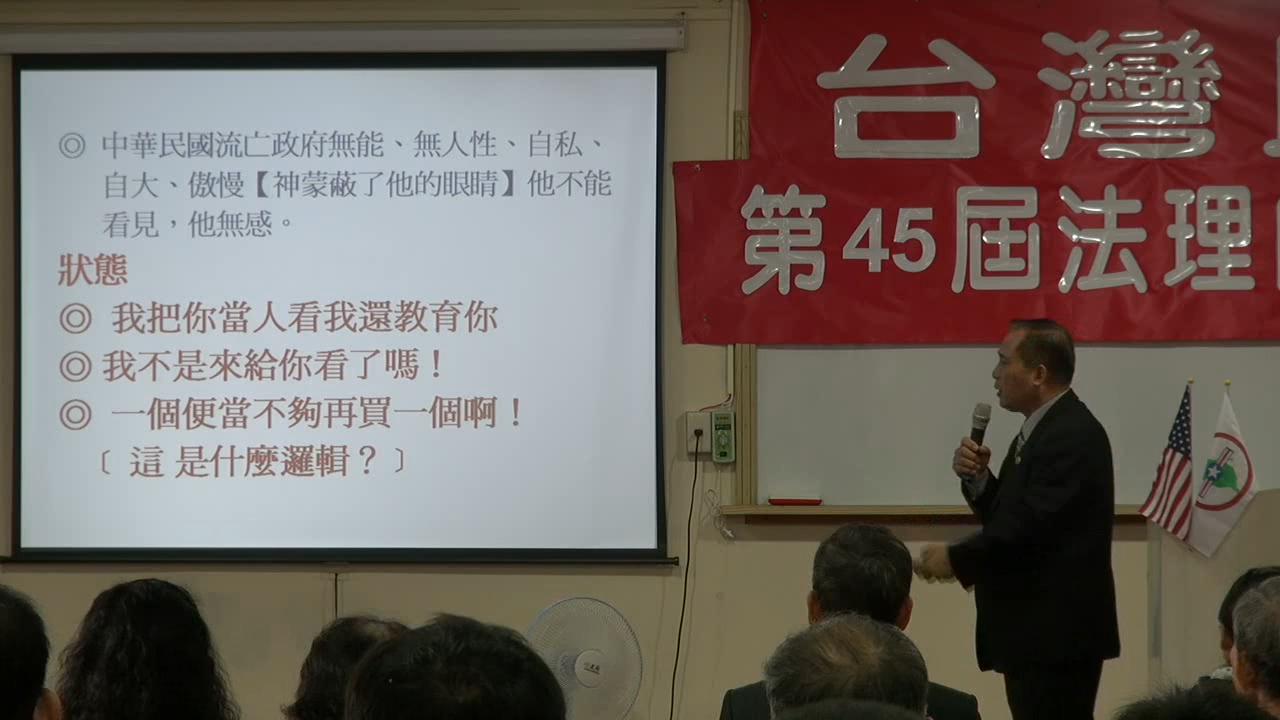 ◎ 中華民國流亡政府無能、無人性、自私、
自大、傲慢【神蒙蔽了他的眼睛】他不能
看見，他無感。
狀態
◎ 我把你當人看我還教育你
◎ 我不是來給你看了嗎！
◎ 一個便當不夠再買一個啊！
﹝ 這 是什麼邏輯？﹞
台灣
第45屆法理